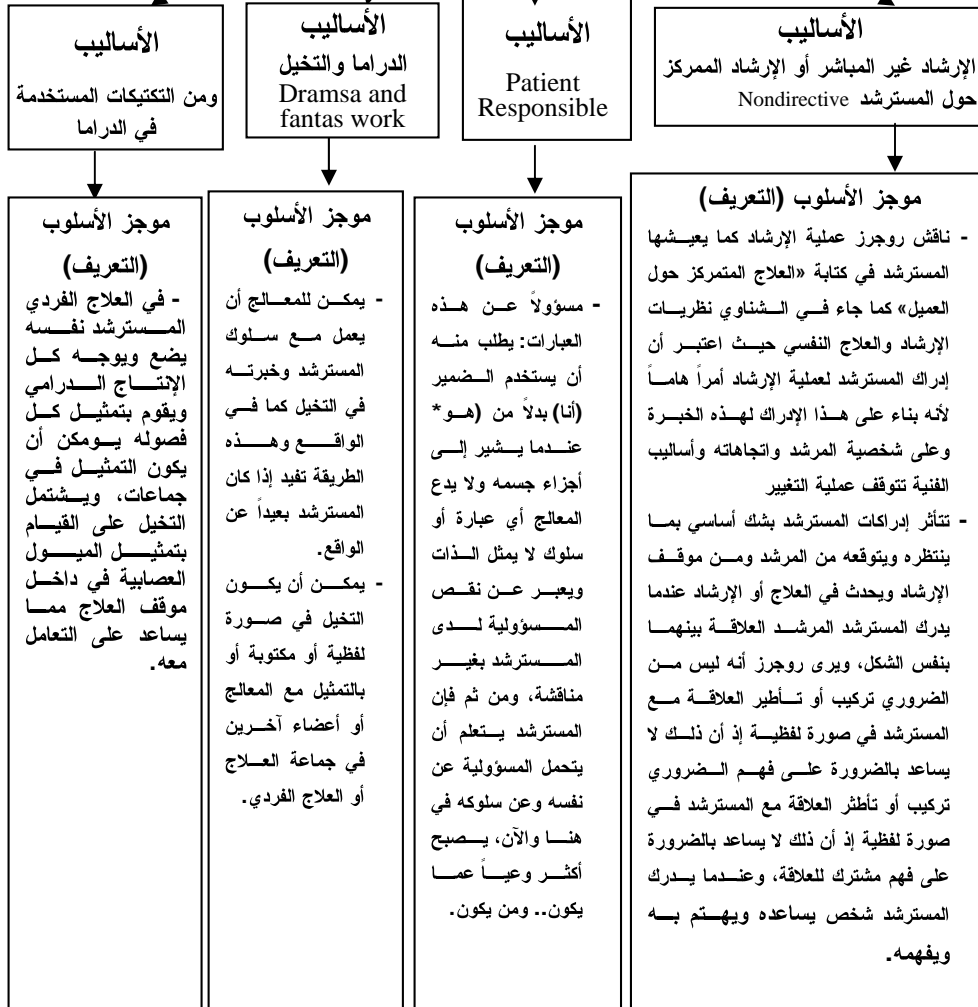 الأساليب
الإرشاد غير المباشر أو الإرشاد الممركز
حول المسترشد Nondirective
موجز الأسلوب (التعريف)
- ناقش روجرز عملية الإرشاد كما يعيشها
المسترشد في كتابة «العلاج المتمركز حول
العميل» كما جاء في الشناوي نظريات
الإرشاد والعلاج النفسي حيث اعتبر أن
إدراك المسترشد لعملية الإرشاد أمراً هاماً
لأنه بناء على هذا الإدراك لهذه الخبرة
وعلى شخصية المرشد واتجاهاته وأساليب
الفنية تتوقف عملية التغيير
- تتأثر إدراكات المسترشد بشك أساسي بما
ينتظره ويتوقعه من المرشد ومن موقف
الإرشاد ويحدث في العلاج أو الإرشاد عندما
يدرك المسترشد المرشد العلاقة بينهما
بنفس الشكل، ويرى روجرز أنه ليس من
الضروري تركيب أو تأطير العلاقة مع
المسترشد في صورة لفظية إذ أن ذلك لا
يساعد بالضرورة على فهم الضروري
تركيب أو تأطثر العلاقة مع المسترشد في
صورة لفظية إذ أن ذلك لا يساعد بالضرورة
على فهم مشترك للعلاقة، وعندما يدرك
المسترشد شخص يساعده ويهتم به
ويفهمه.
الأساليب
Patient
Responsible
موجز الأسلوب
(التعريف)
- مسؤولاً عن هذه
العبارات: يطلب منه
أن يستخدم الضمير
(أنا) بدلاً من (هو*
عندما يشير إلى
أجزاء جسمه ولا يدع
المعالج أي عبارة أو
سلوك لا يمثل الذات
ويعبر عن نقص
المسؤولية لدى
المسترشد بغير
مناقشة، ومن ثم فإن
المسترشد يتعلم أن
يتحمل المسؤولية عن
نفسه وعن سلوكه في
هنا والآن، يصبح
أكثر وعياً عما
يكون.. ومن يكون.
الأساليب
الدراما والتخيل
Dramsa and
fantas work
موجز الأسلوب
(التعريف)
- يمكن للمعالج أن
يعمل مع سلوك
المسترشد وخبرته
في التخيل كما في
الواقع وهذه
الطريقة تفيد إذا كان
المسترشد بعيداً عن
الواقع.
- يمكن أن يكون
التخيل في صورة
لفظية أو مكتوبة أو
بالتمثيل مع المعالج
أو أعضاء آخرين
في جماعة العلاج
أو العلاج الفردي.
الأساليب
ومن التكتيكات المستخدمة
في الدراما
موجز الأسلوب
(التعريف)
- في العلاج الفردي
المسترشد نفسه
يضع ويوجه كل
الإنتاج الدرامي
ويقوم بتمثيل كل
فصوله يومكن أن
يكون التمثيل في
جماعات، ويشتمل
التخيل على القيام
بتمثيل الميول
العصابية في داخل
موقف العلاج مما
يساعد على التعامل
معه.